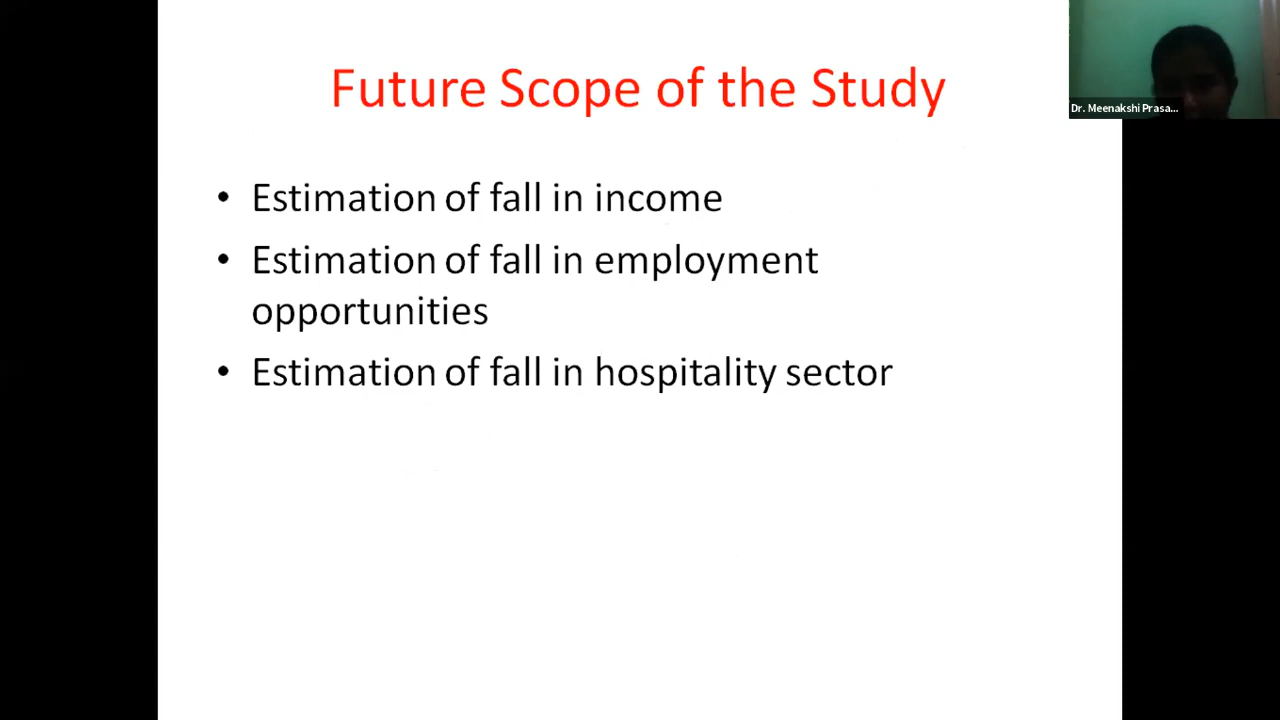 Future Scope of the Study
Dr. Meenakshi Prasa...
• Estimation of fall in income
• Estimation of fall in employment
opportunities
• Estimation of fall in hospitality sector